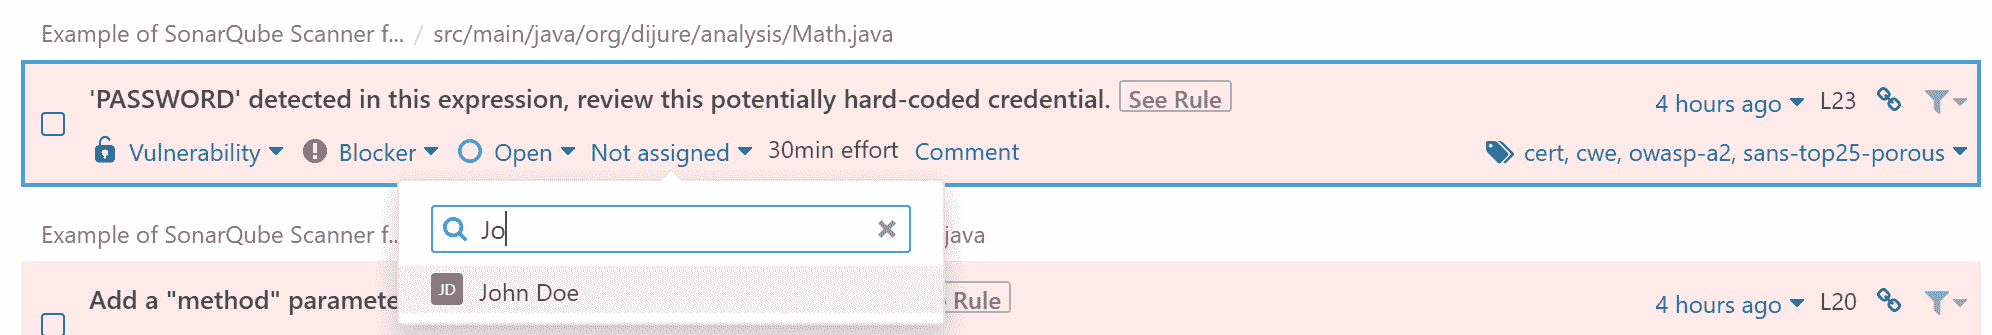 Example of SonarQube Scanner f... / src/main/java/org/dijure/analysis/Math.java
'PASSWORD' detected in this expression, review this potentially hard-coded credential. See Rule 4 hours ago L23
Vulnerability Blocker Open Not assigned 30min effort Comment cert, cwe, owasp-a2, sans-top25-porous
Jo
Example of SonarQube Scanner f... java
JD John Doe
Add a "method" paramete Rule 4 hours ago L20